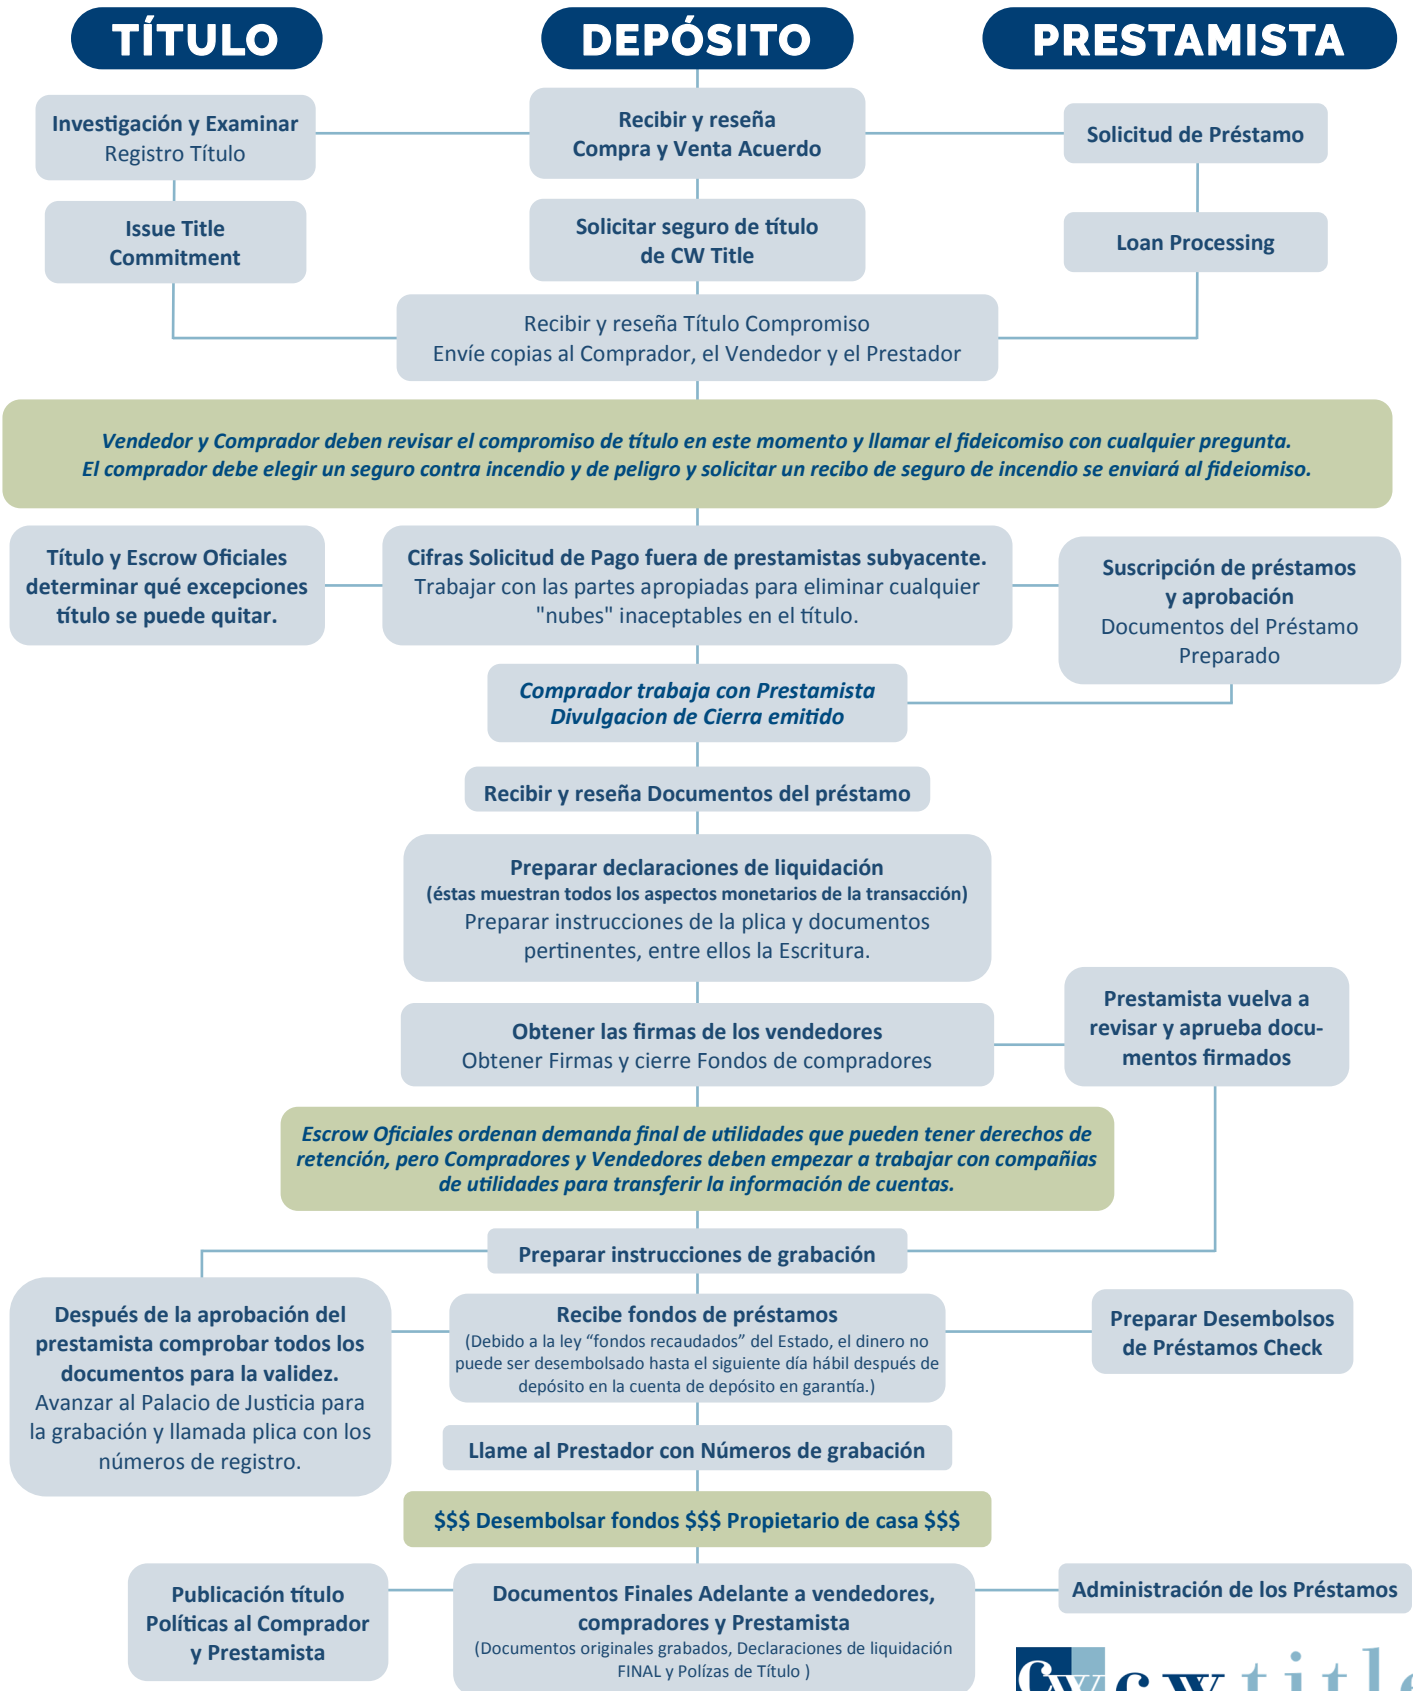 TÍTULO
DEPÓSITO
PRESTAMISTA
Investigación y Examinar
Registro Título
Recibir y reseña
Compra y Venta Acuerdo
Solicitud de Préstamo
Issue Title
Commitment
Solicitar seguro de título
de CW Title
Loan Processing
Recibir y reseña Título Compromiso
Envíe copias al Comprador, el Vendedor y el Prestador
Vendedor y Comprador deben revisar el compromiso de título en este momento y llamar el fideicomiso con cualquier pregunta.
El comprador debe elegir un seguro contra incendio y de peligro y solicitar un recibo de seguro de incendio se enviará al fideiomiso.
Título y Escrow Oficiales
determinar qué excepciones
título se puede quitar.
Cifras Solicitud de Pago fuera de prestamistas subyacente.
Trabajar con las partes apropiadas para eliminar cualquier
"nubes" inaceptables en el título.
Suscripción de préstamos
y aprobación
Documentos del Préstamo
Preparado
Comprador trabaja con Prestamista
Divulgacion de Cierra emitido
Recibir y reseña Documentos del préstamo
Preparar declaraciones de liquidación
(éstas muestran todos los aspectos monetarios de la transacción)
Preparar instrucciones de la plica y documentos
pertinentes, entre ellos la Escritura.
Obtener las firmas de los vendedores
Obtener Firmas y cierre Fondos de compradores
Prestamista vuelva a
revisar y aprueba docu-
mentos firmados
Escrow Oficiales ordenan demanda final de utilidades que pueden tener derechos de
retención, pero Compradores y Vendedores deben empezar a trabajar con compañias
de utilidades para transferir la información de cuentas.
Preparar instrucciones de grabación
Después de la aprobación del
prestamista comprobar todos los
documentos para la validez.
Avanzar al Palacio de Justicia para
la grabación y llamada plica con los
números de registro.
Recibe fondos de préstamos
(Debido a la ley “fondos recaudados” del Estado, el dinero no
puede ser desembolsado hasta el siguiente día hábil después de
depósito en la cuenta de depósito en garantía.)
Preparar Desembolsos
de Préstamos Check
Llame al Prestador con Números de grabación
$$$ Desembolsar fondos $$$ Propietario de casa $$$
Publicación título
Políticas al Comprador
y Prestamista
Documentos Finales Adelante a vendedores,
compradores y Prestamista
(Documentos originales grabados, Declaraciones de liquidación
FINAL y Polízas de Título )
Administración de los Préstamos
cw cw title